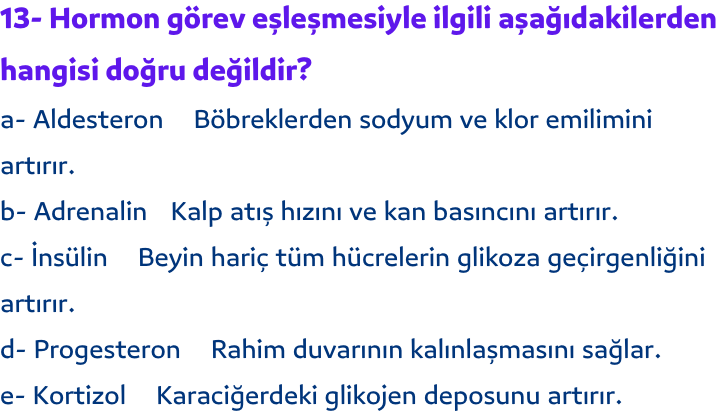 13- Hormon görev eşleşmesiyle ilgili aşağıdakilerden
hangisi doğru değildir?
a- Aldesteron Böbreklerden sodyum ve klor emilimini
artırır.
b- Adrenalin Kalp atış hızını ve kan basıncını artırır.
c- İnsülin Beyin hariç tüm hücrelerin glikoza geçirgenliğini
artırır.
d- Progesteron Rahim duvarının kalınlaşmasını sağlar.
e- Kortizol Karaciğerdeki glikojen deposunu artırır.